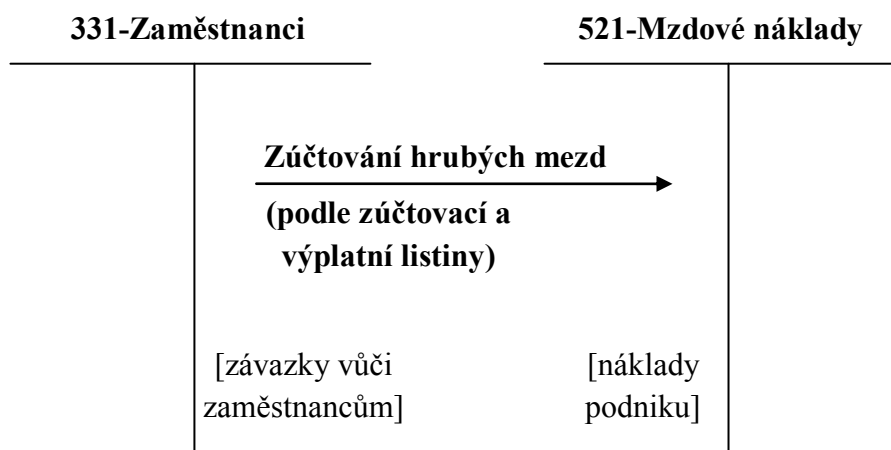 331-Zaměstnanci
521-Mzdové náklady
Zúčtování hrubých mezd
(podle zúčtovací a
výplatní listiny)
[závazky vůči
zaměstnancům]
[náklady
podniku]